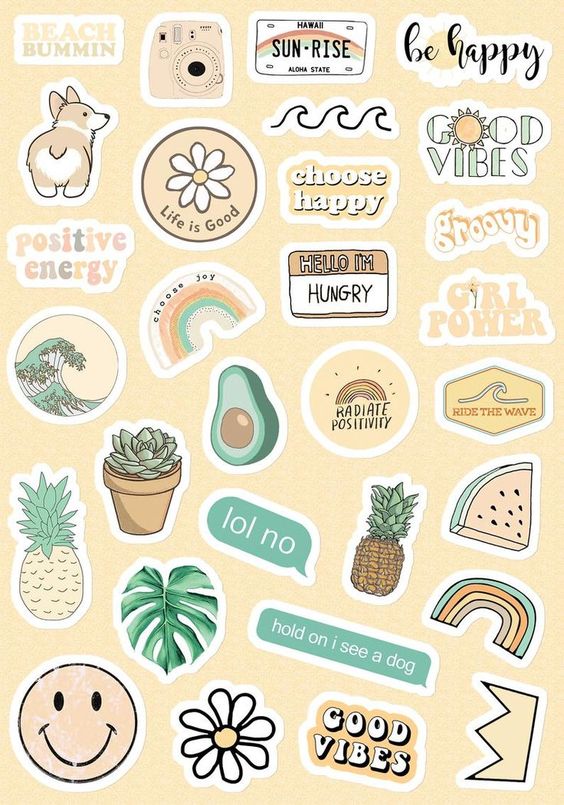 BEACH
BUMMIN
HAWAII
SUN-RISE
ALOHA STATE
be happy
GOOD
VIBES
choose
happy
Life is Good
positive
energy
groovy
HELLO I'M
HUNGRY
choose joy
GIRL
POWER
RADIATE
POSITIVITY
RIDE THE WAVE
lol no
hold on i see a dog
GOOD
VIBES